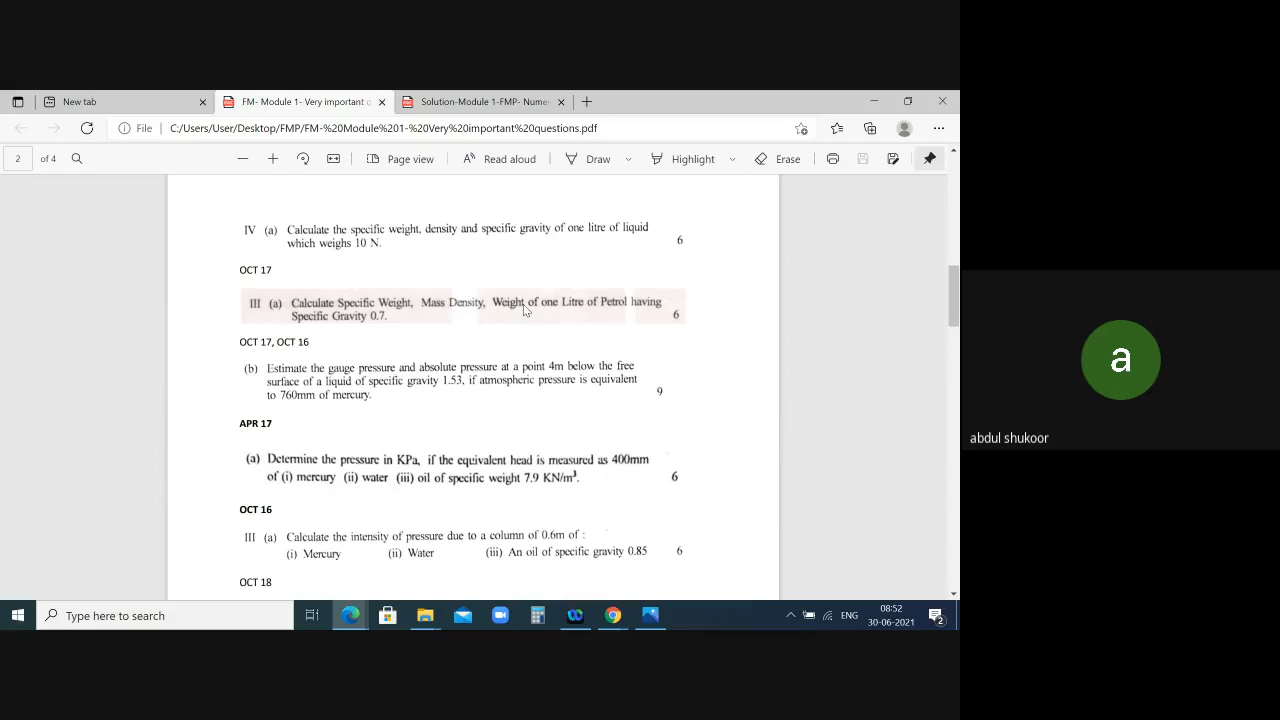 New tab
FM- Module 1- Very important q
Solution-Module 1-FMP- Nume
File
C:/Users/User/Desktop/FMP/FM-%20Module%201-%20Very%20important%20questions.pdf
2 of 4
Page view
Read aloud
Draw
Highlight
Erase
IV (a) Calculate the specific weight, density and specific gravity of one litre of liquid
which weighs 10 N. 6
OCT 17
III (a) Calculate Specific Weight, Mass Density, Weight of one Litre of Petrol having
Specific Gravity 0.7. 6
OCT 17, OCT 16
(b) Estimate the gauge pressure and absolute pressure at a point 4m below the free
surface of a liquid of specific gravity 1.53, if atmospheric pressure is equivalent
to 760mm of mercury. 9
APR 17
(a) Determine the pressure in KPa, if the equivalent head is measured as 400mm
of (i) mercury (ii) water (iii) oil of specific weight 7.9 KN/m³. 6
OCT 16
III (a) Calculate the intensity of pressure due to a column of 0.6m of :
(i) Mercury (ii) Water (iii) An oil of specific gravity 0.85 6
OCT 18
Type here to search
ENG
08:52
30-06-2021
2
a
abdul shukoor